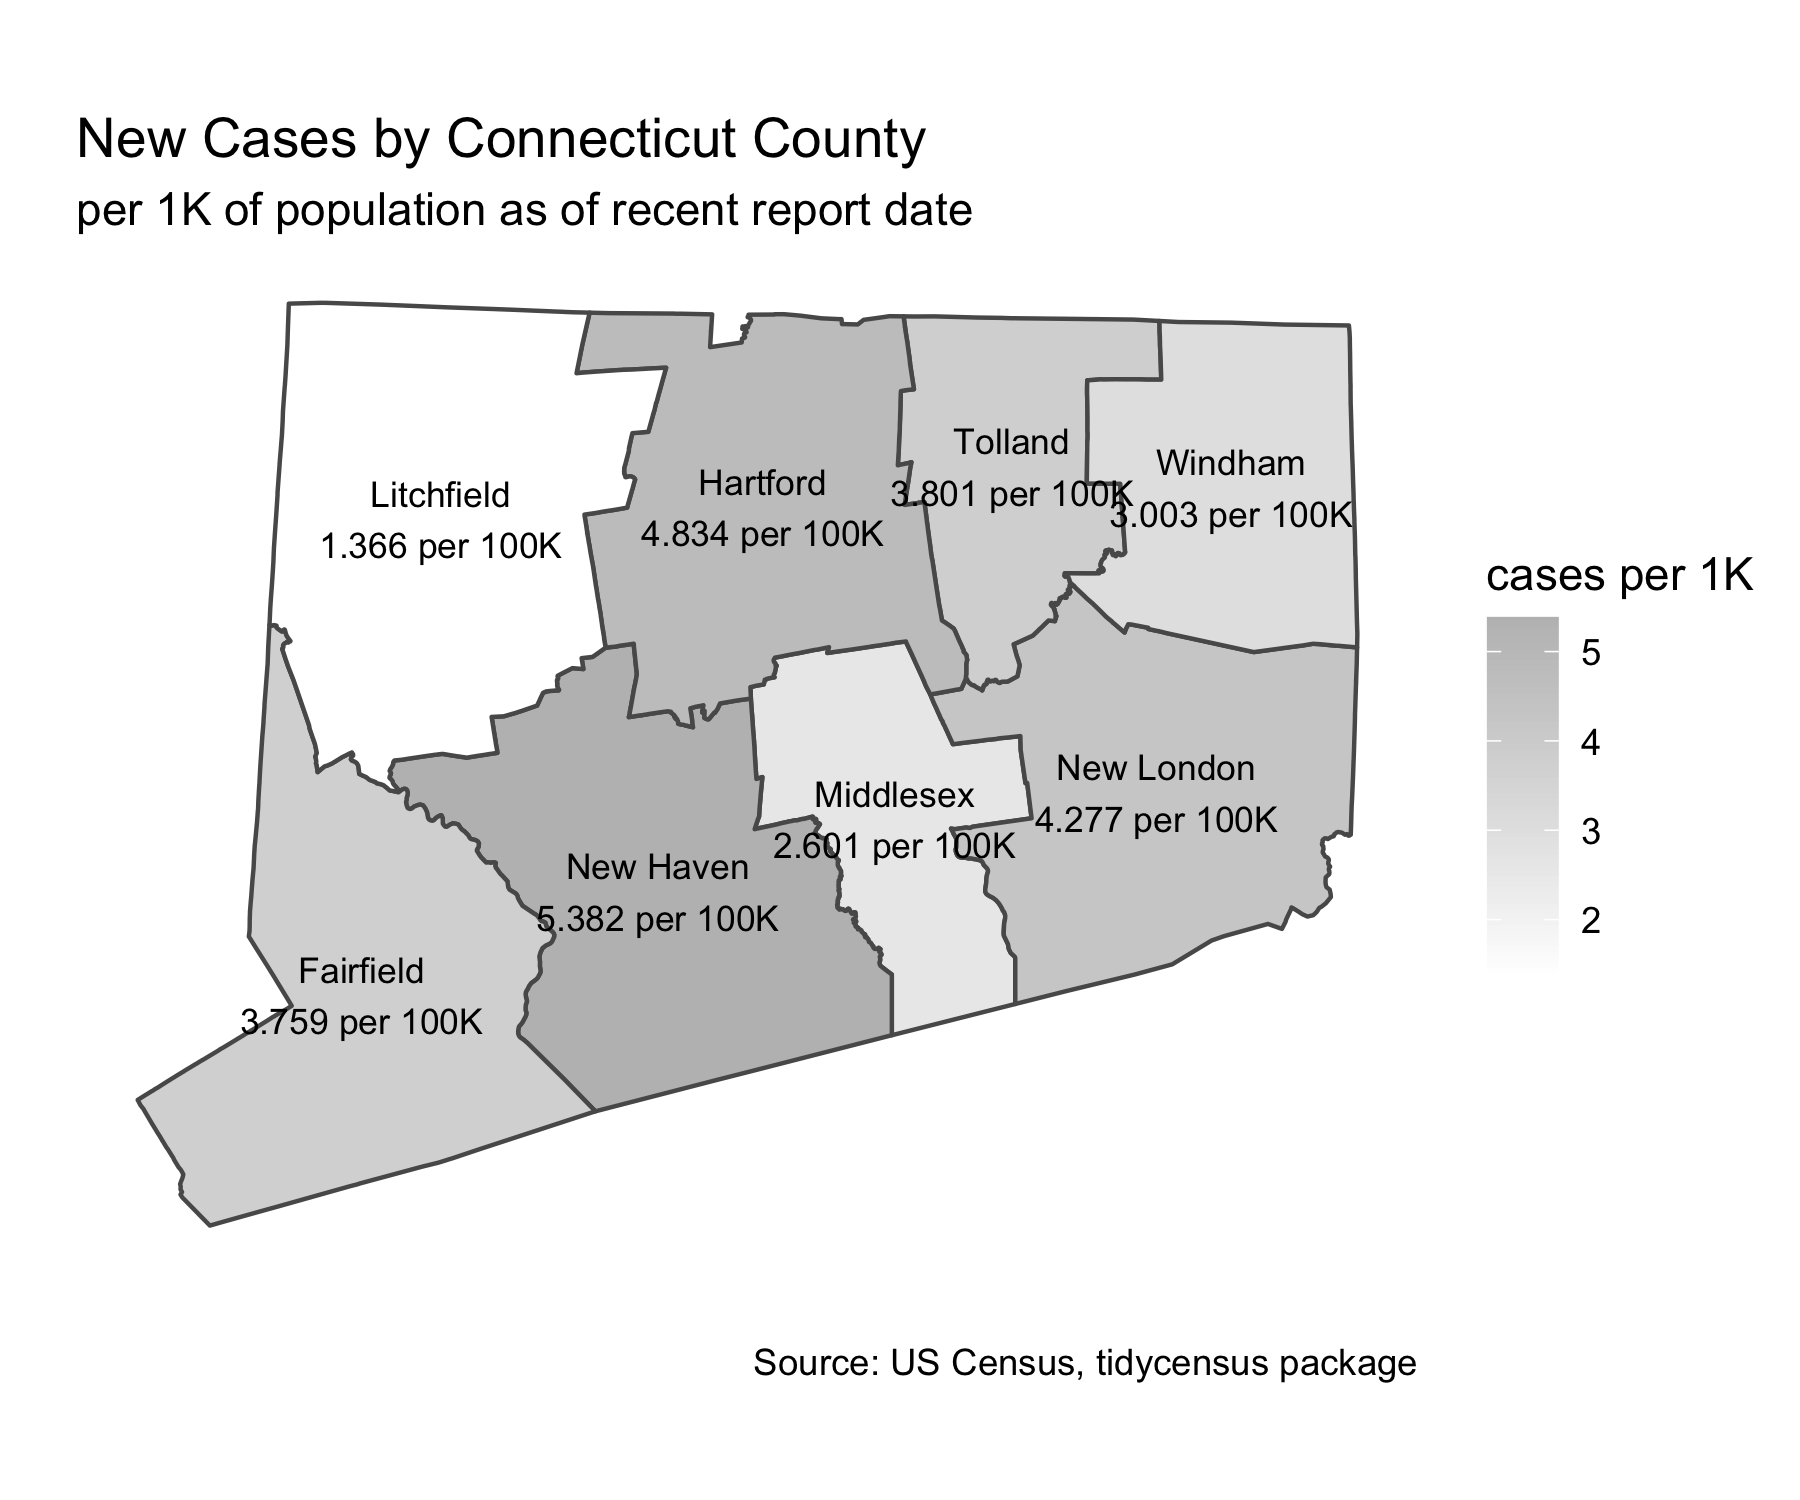 New Cases by Connecticut County
per 1K of population as of recent report date
Litchfield
1.366 per 100K
Hartford
4.834 per 100K
Tolland
3.801 per 100K
Windham
3.003 per 100K
New London
4.277 per 100K
Middlesex
2.601 per 100K
New Haven
5.382 per 100K
Fairfield
3.759 per 100K
cases per 1K
5
4
3
2
Source: US Census, tidycensus package